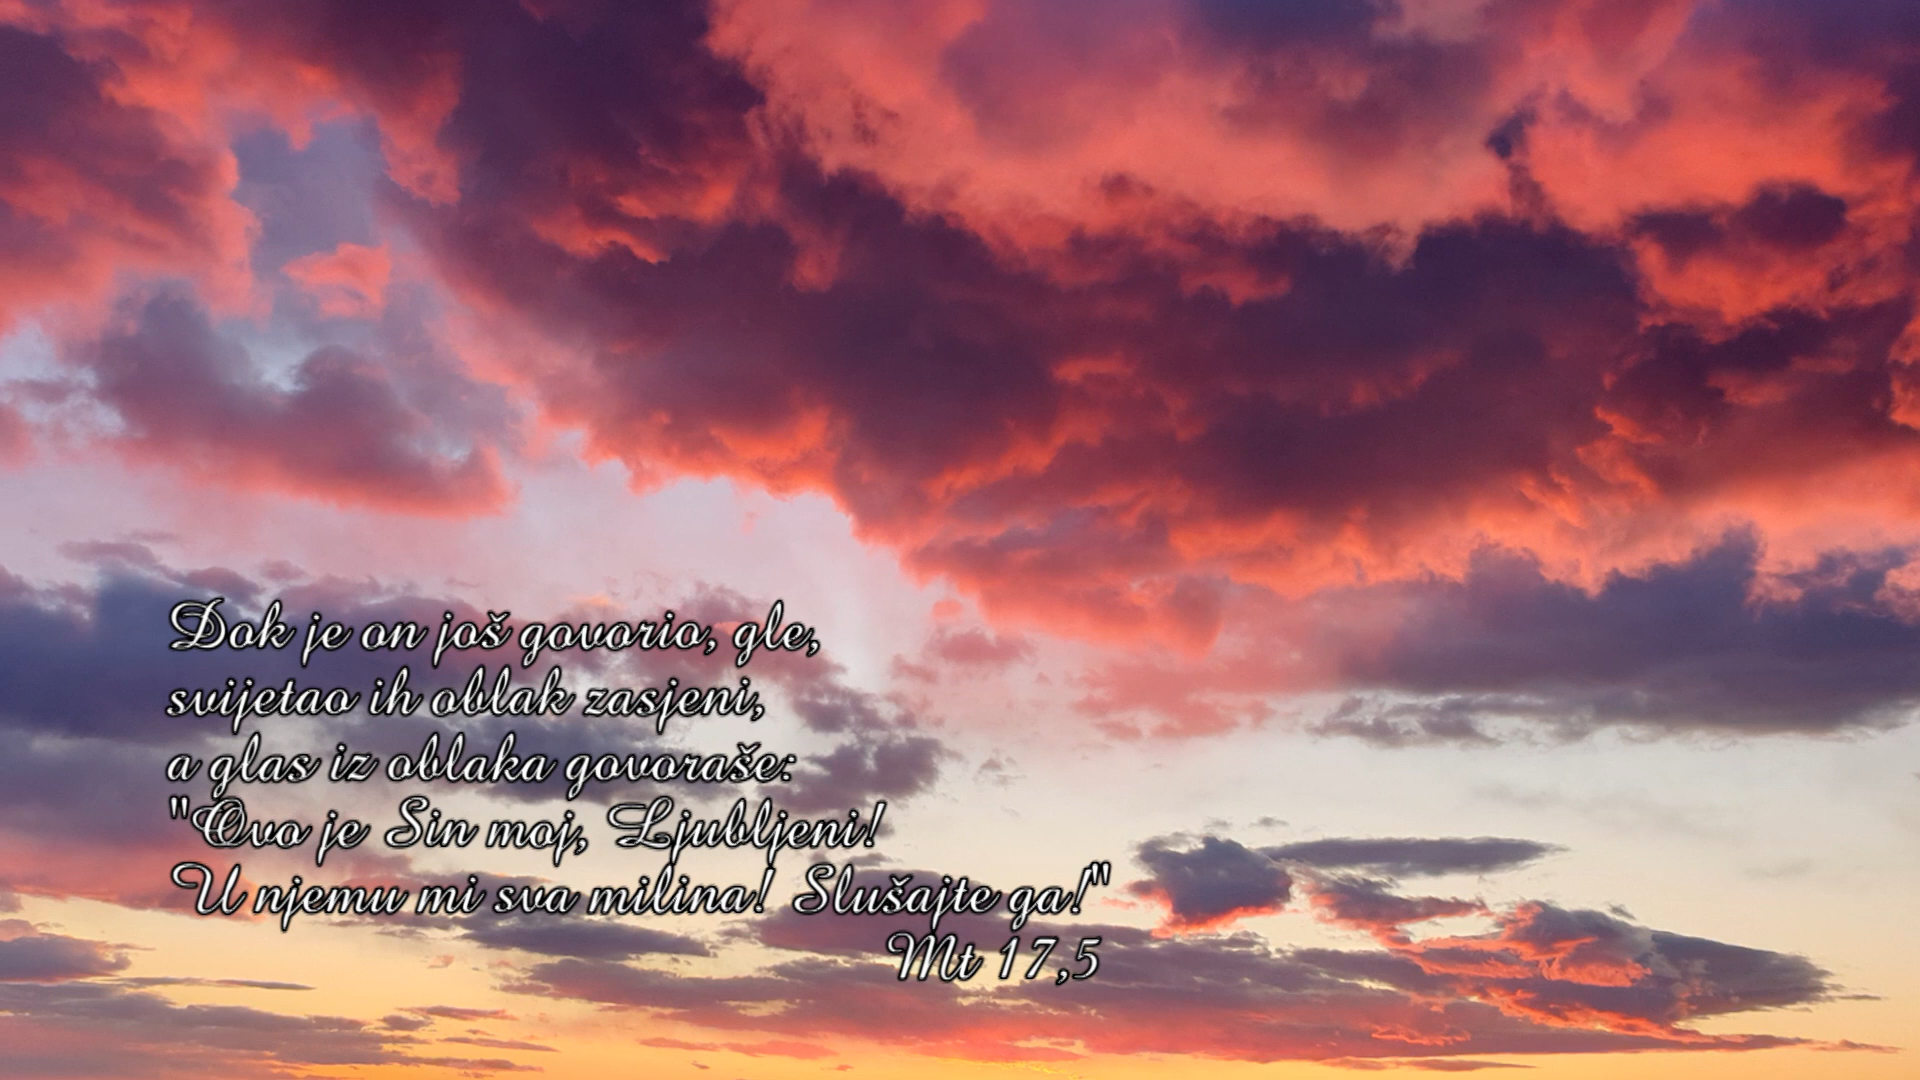 Dok je on još govorio, gle,
svijetao ih oblak zasjeni,
a glas iz oblaka govoraše:
"Ovo je Sin moj, Ljubljeni!
U njemu mi sva milina! Slušajte ga!"
Mt 17,5